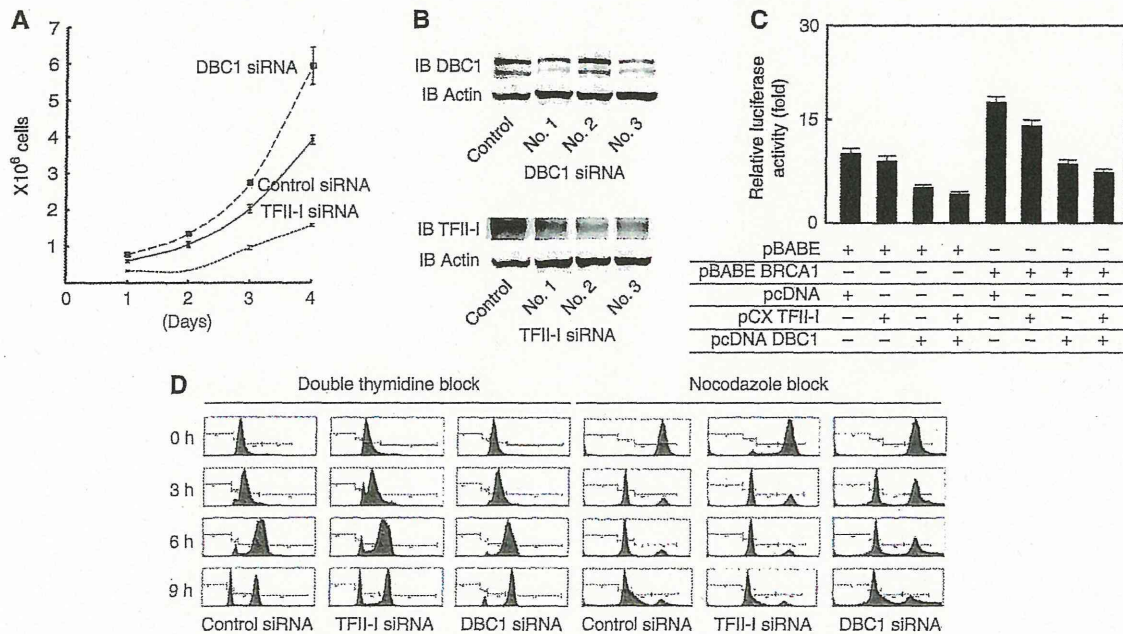 A
7
6
5
4
3
2
1
0
1
2
3
4
X10⁶ cells
(Days)
DBC1 siRNA
Control siRNA
TFII-I siRNA
B
IB DBC1
IB Actin
Control
No. 1
No. 2
No. 3
DBC1 siRNA
IB TFII-I
IB Actin
Control
No. 1
No. 2
No. 3
TFII-I siRNA
C
Relative luciferase
activity (fold)
30
15
0
pBABE + + + + − − − −
pBABE BRCA1 − − − − + + + +
pcDNA + − − − + − − −
pCX TFII-I − + − + − + − +
pcDNA DBC1 − − + + − − + +
D
Double thymidine block Nocodazole block
0 h
3 h
6 h
9 h
Control siRNA TFII-I siRNA DBC1 siRNA Control siRNA TFII-I siRNA DBC1 siRNA